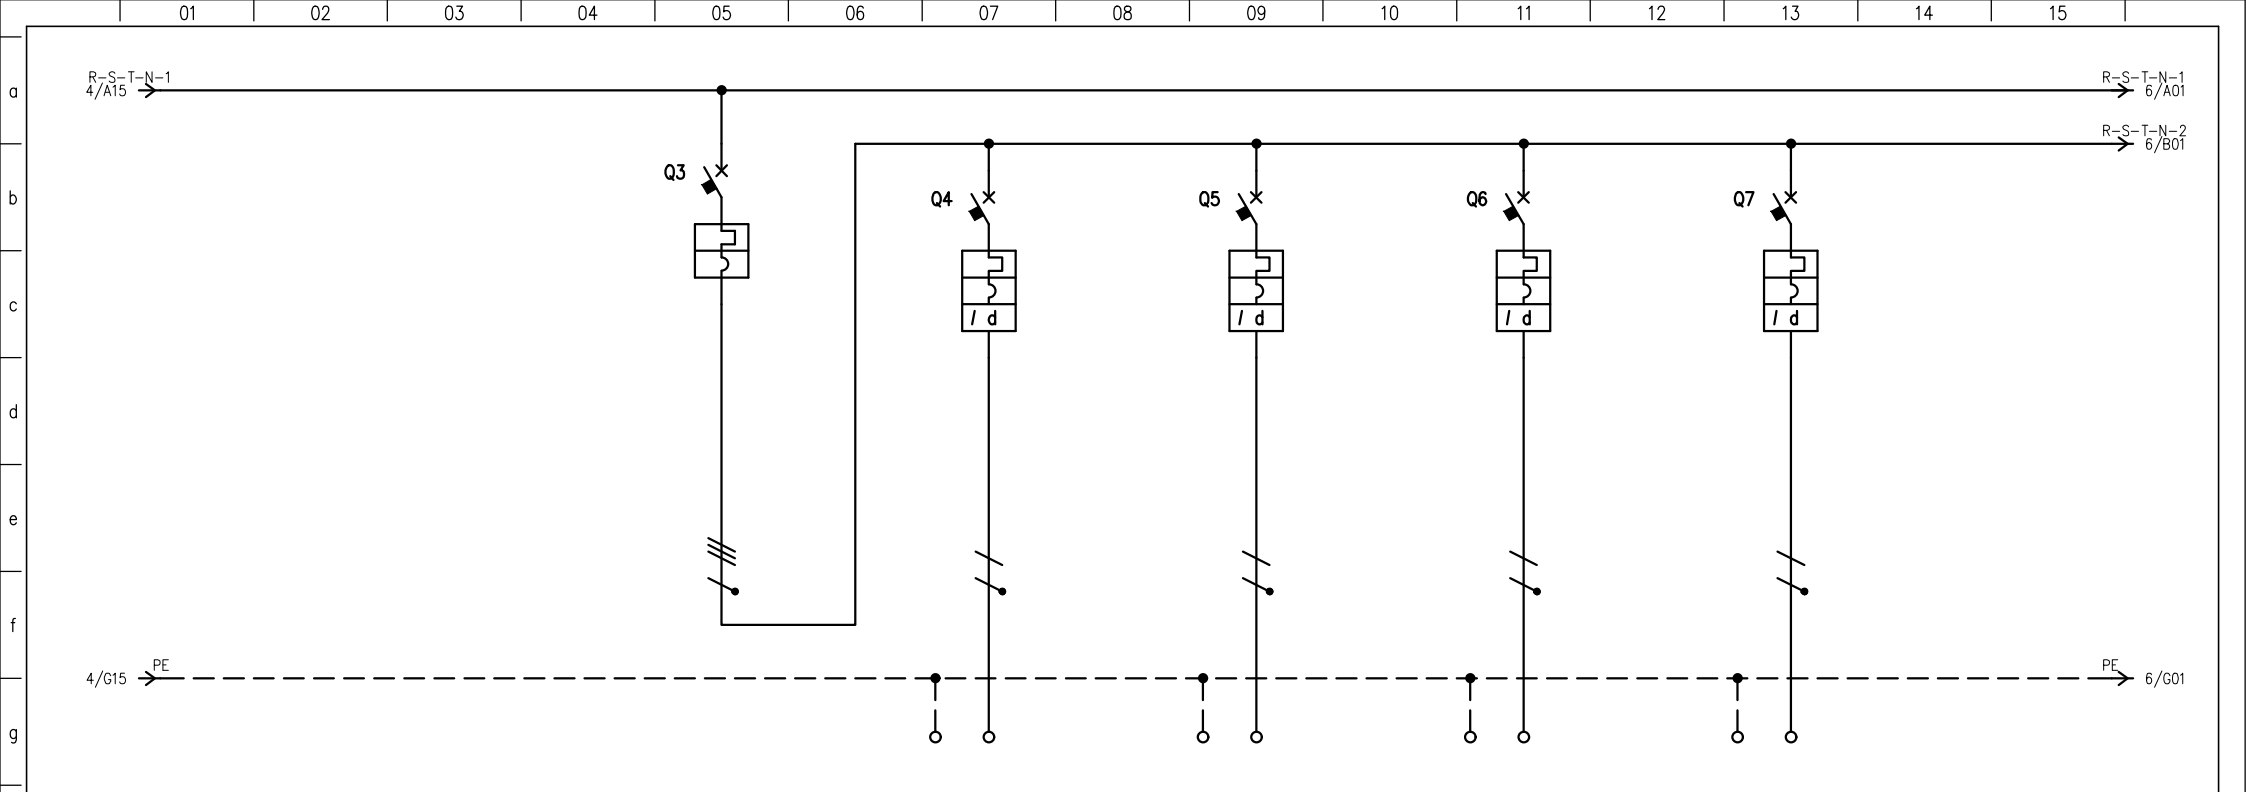 01 02 03 04 05 06 07 08 09 10 11 12 13 14 15
R-S-T-N-1 R-S-T-N-1
a 4/A15 6/A01
R-S-T-N-2
6/B01
Q3
b Q4 Q5 Q6 Q7
c
I d I d I d I d
d
e
f
PE PE
4/G15 6/G01
g